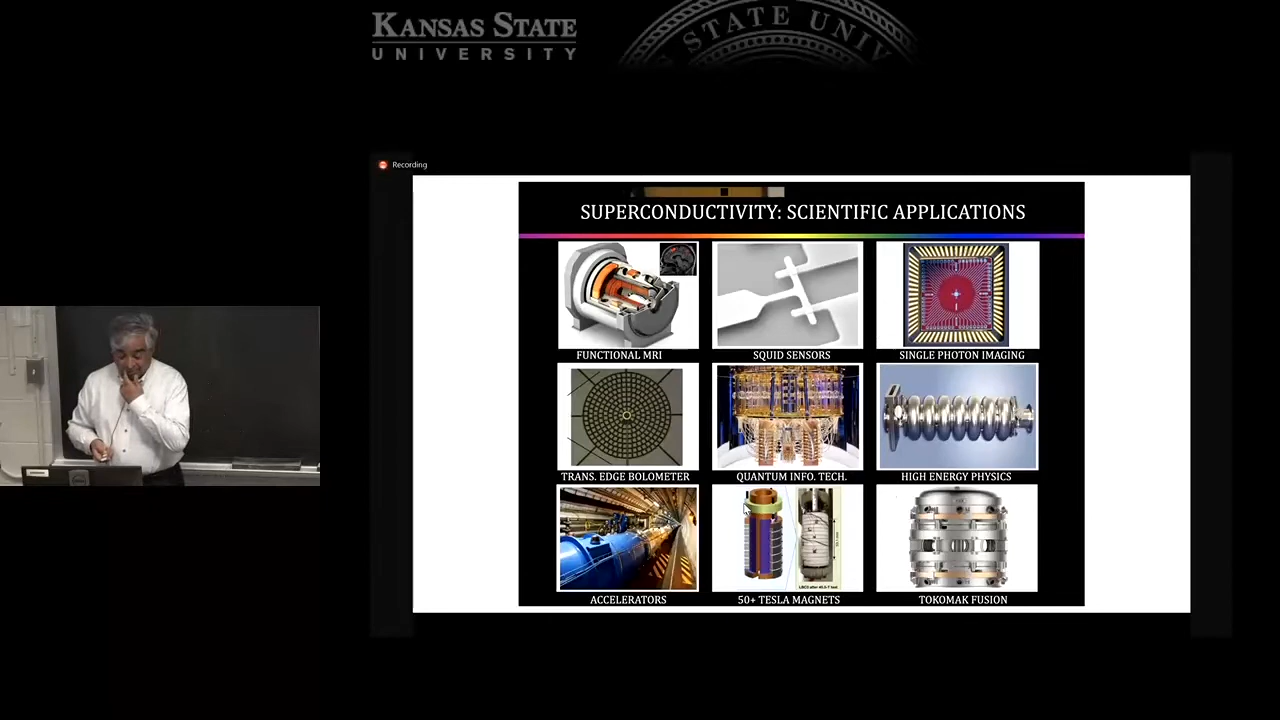 KANSAS STATE
UNIVERSITY
STATE UNIV
Recording
SUPERCONDUCTIVITY: SCIENTIFIC APPLICATIONS
FUNCTIONAL MRI
SQUID SENSORS
SINGLE PHOTON IMAGING
TRANS. EDGE BOLOMETER
QUANTUM INFO. TECH.
HIGH ENERGY PHYSICS
ACCELERATORS
50+ TESLA MAGNETS
TOKOMAK FUSION